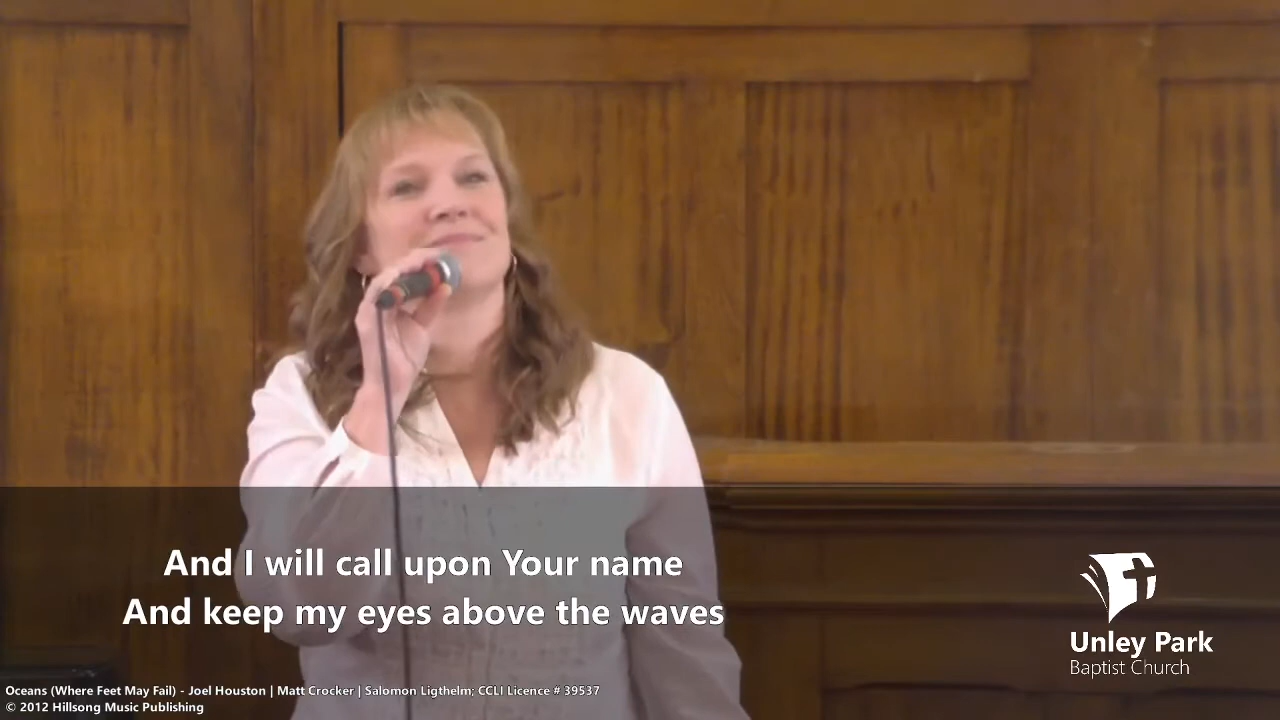 And I will call upon Your name
And keep my eyes above the waves
Unley Park
Baptist Church
Oceans (Where Feet May Fail) - Joel Houston | Matt Crocker | Salomon Ligthelm; CCLI Licence # 39537
© 2012 Hillsong Music Publishing